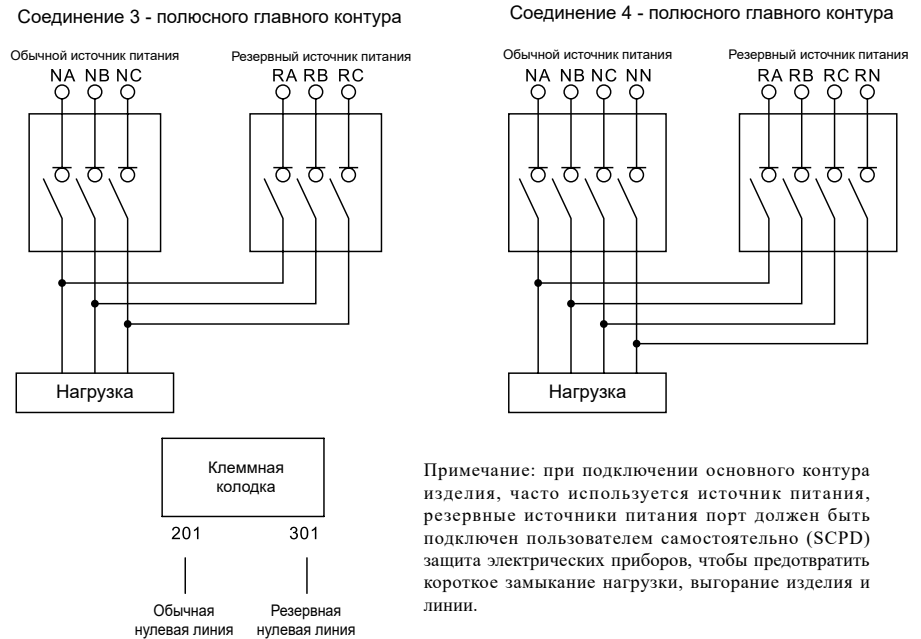 Соединение 3 - полюсного главного контура
Обычной источник питания
Резервный источник питания
NA NB NC
RA RB RC
Нагрузка
Соединение 4 - полюсного главного контура
Обычмой источник питания
Резервный источник питания
NA NB NC NN
RA RB RC RN
Нагрузка
Клеммная
колодка
201
301
Обычная
нулевая линия
Резервная
нулевая линия
Примечание: при подключении основного контура
изделия, часто используется источник питания,
резервные источники питания порт должен быть
подключен пользователем самостоятельно (SCPD)
защита электрических приборов, чтобы предотвратить
короткое замыкание нагрузки, выгорание изделия и
линии.